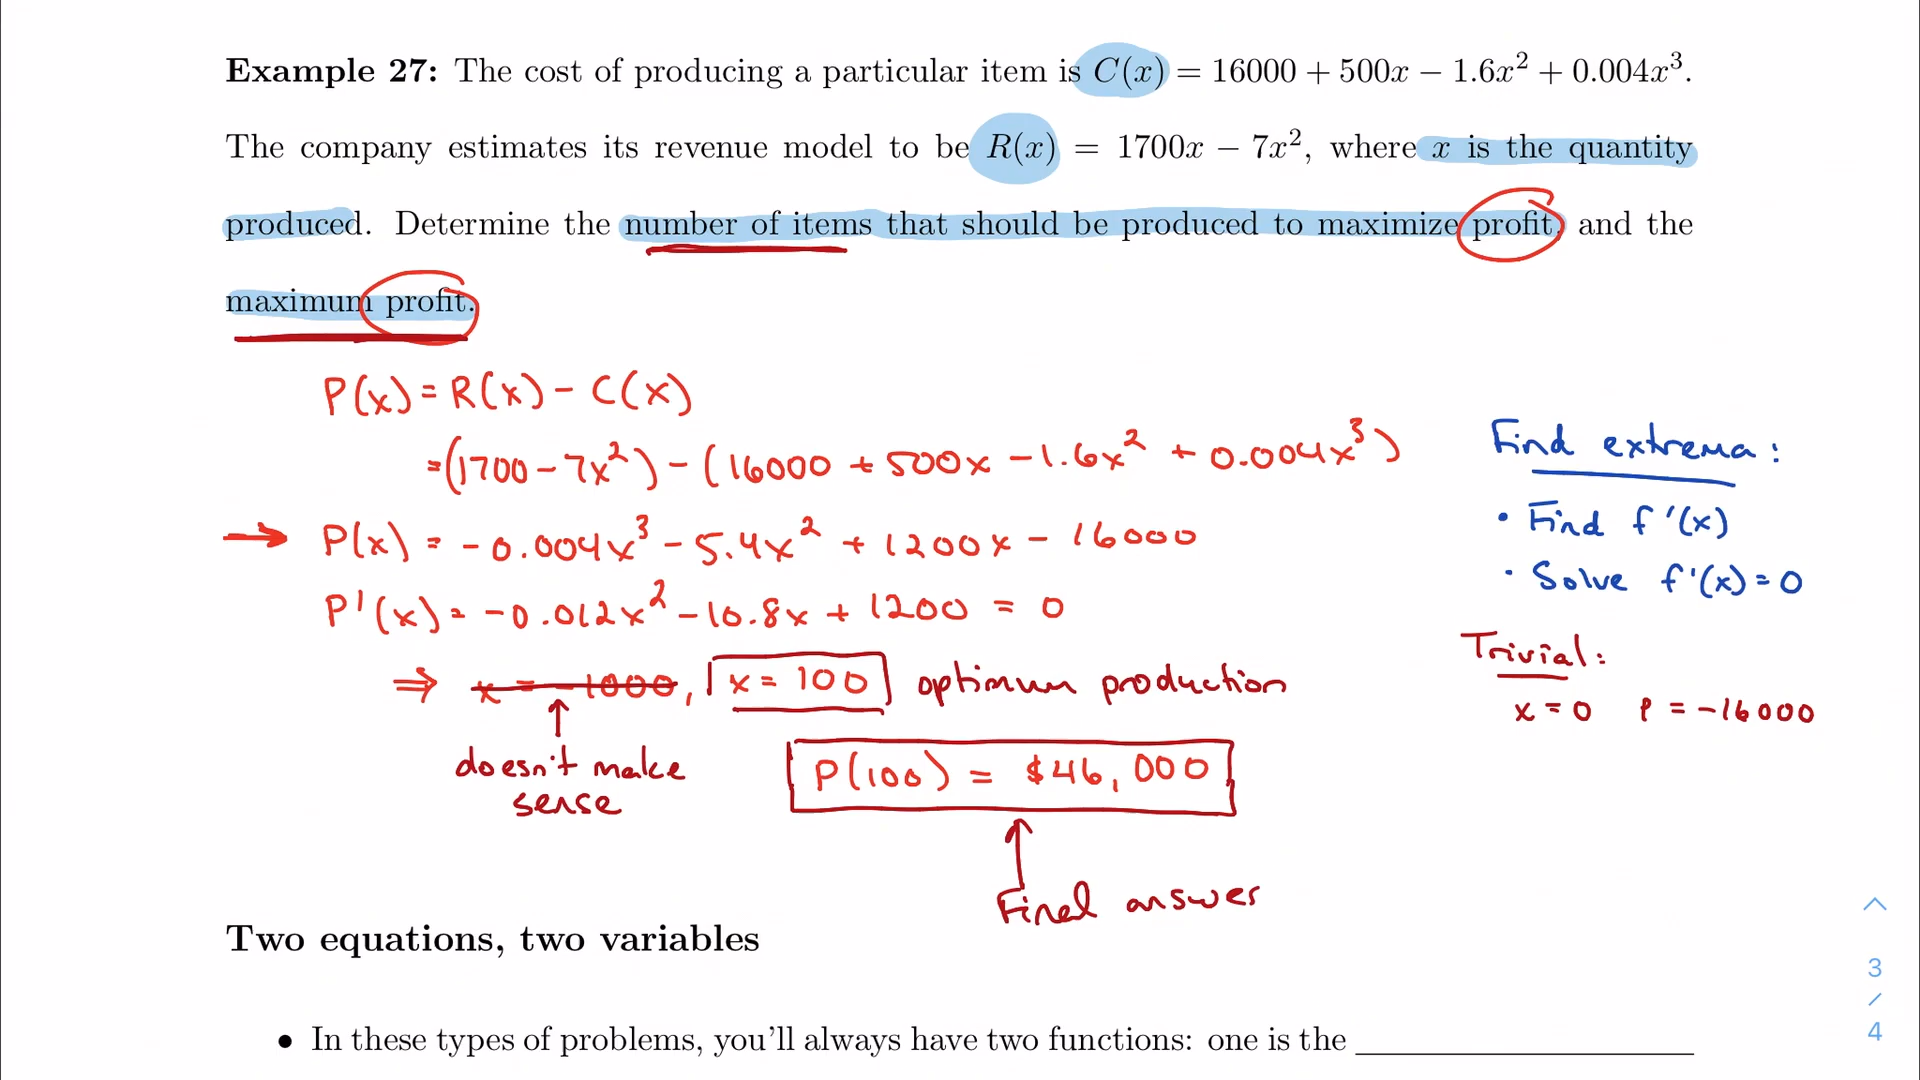 Example 27: The cost of producing a particular item is C(x) = 16000 + 500x − 1.6x² + 0.004x³.
The company estimates its revenue model to be R(x) = 1700x − 7x², where x is the quantity
produced. Determine the number of items that should be produced to maximize profit, and the
maximum profit.
P(x) = R(x) − C(x)
= (1700 − 7x²) − (16000 + 500x − 1.6x² + 0.004x³)
→ P(x) = −0.004x³ − 5.4x² + 1200x − 16000
P'(x) = −0.012x² − 10.8x + 1200 = 0
⇒ x = −1000, x = 100 optimum production
doesn't make
sense
P(100) = $46,000
Final answer
Find extrema:
• Find f'(x)
• Solve f'(x) = 0
Trivial:
x = 0 P = −16000
Two equations, two variables
• In these types of problems, you'll always have two functions: one is the
3
/
4